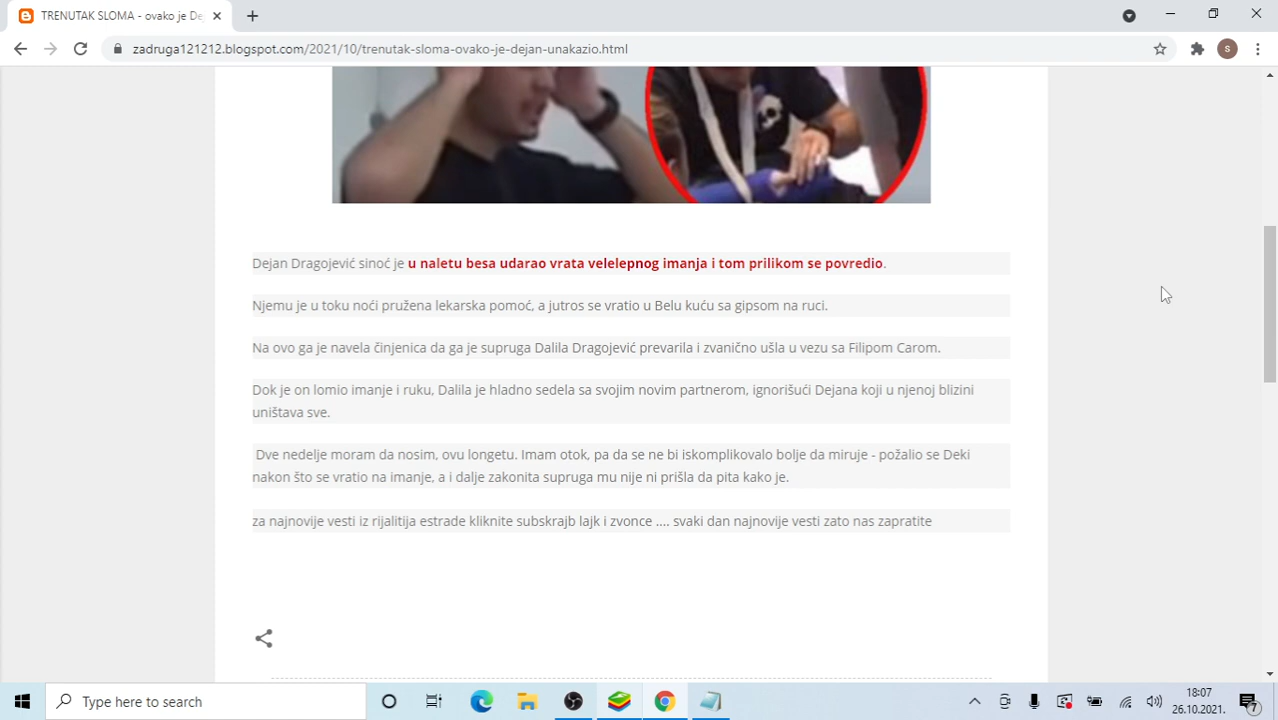 TRENUTAK SLOMA - ovako je De
zadruga121212.blogspot.com/2021/10/trenutak-sloma-ovako-je-dejan-unakazio.html
S
Dejan Dragojević sinoć je u naletu besa udarao vrata velelepnog imanja i tom prilikom se povredio.
Njemu je u toku noći pružena lekarska pomoć, a jutros se vratio u Belu kuću sa gipsom na ruci.
Na ovo ga je navela činjenica da ga je supruga Dalila Dragojević prevarila i zvanično ušla u vezu sa Filipom Carom.
Dok je on lomio imanje i ruku, Dalila je hladno sedela sa svojim novim partnerom, ignorišući Dejana koji u njenoj blizini
uništava sve.
Dve nedelje moram da nosim, ovu longetu. Imam otok, pa da se ne bi iskomplikovalo bolje da miruje - požalio se Deki
nakon što se vratio na imanje, a i dalje zakonita supruga mu nije ni prišla da pita kako je.
za najnovije vesti iz rijalitija estrade kliknite subskrajb lajk i zvonce .... svaki dan najnovije vesti zato nas zapratite
Type here to search
18:07
26.10.2021.
7